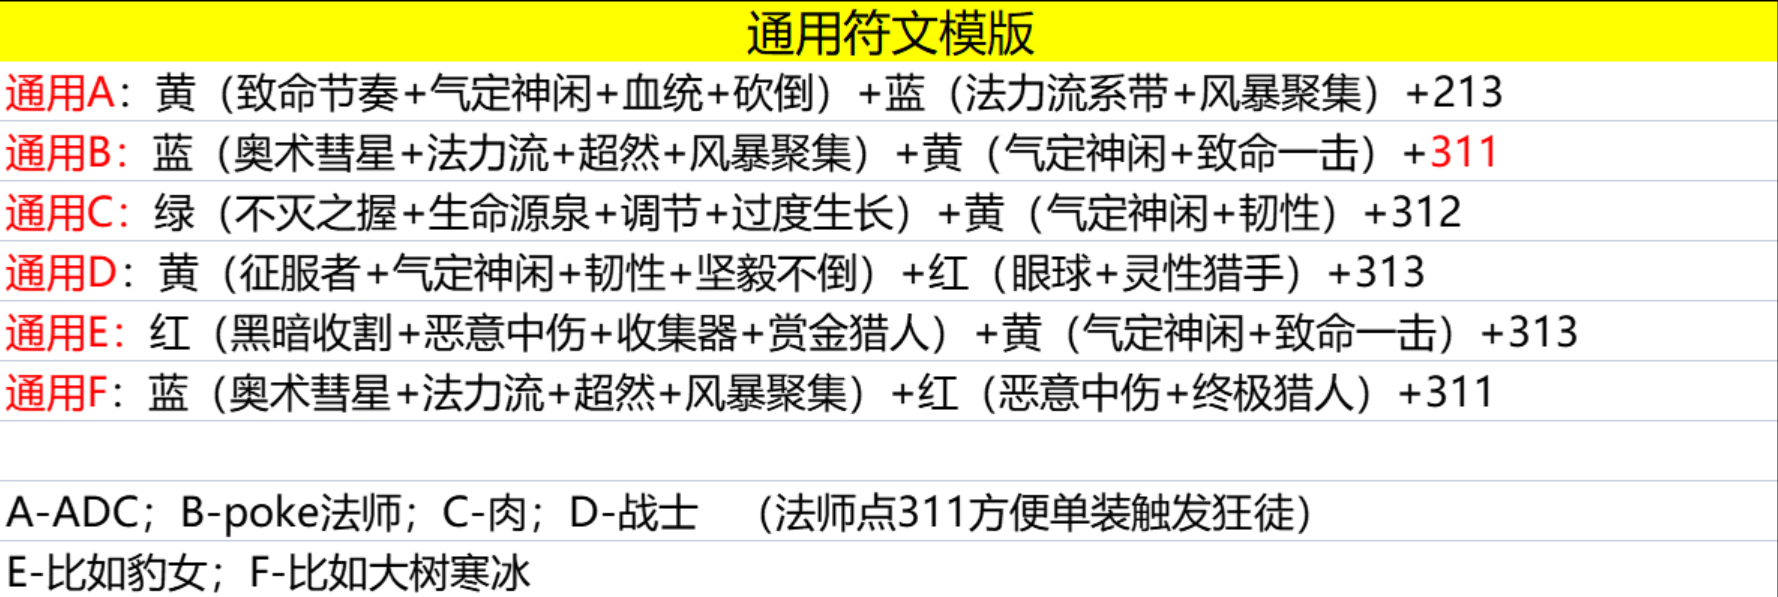 通用符文模版
通用A：黄（致命节奏+气定神闲+血统+砍倒）+蓝（法力流系带+风暴聚集）+213
通用B：蓝（奥术彗星+法力流+超然+风暴聚集）+黄（气定神闲+致命一击）+311
通用C：绿（不灭之握+生命源泉+调节+过度生长）+黄（气定神闲+韧性）+312
通用D：黄（征服者+气定神闲+韧性+坚毅不倒）+红（眼球+灵性猎手）+313
通用E：红（黑暗收割+恶意中伤+收集器+赏金猎人）+黄（气定神闲+致命一击）+313
通用F：蓝（奥术彗星+法力流+超然+风暴聚集）+红（恶意中伤+终极猎人）+311
A-ADC；B-poke法师；C-肉；D-战士　（法师点311方便单装触发狂徒）
E-比如豹女；F-比如大树寒冰